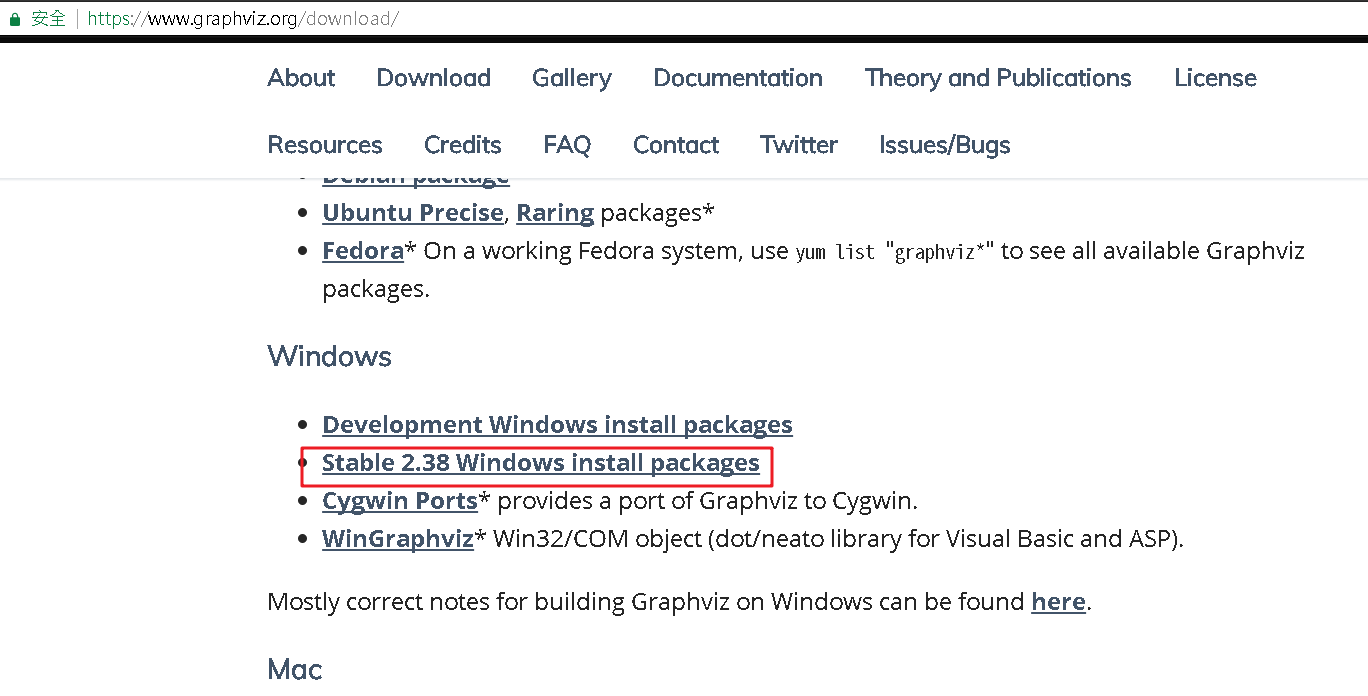 安全 | https://www.graphviz.org/download/
About Download Gallery Documentation Theory and Publications License
Resources Credits FAQ Contact Twitter Issues/Bugs
Debian package
Ubuntu Precise, Raring packages*
Fedora* On a working Fedora system, use yum list "graphviz*" to see all available Graphviz
packages.
Windows
Development Windows install packages
Stable 2.38 Windows install packages
Cygwin Ports* provides a port of Graphviz to Cygwin.
WinGraphviz* Win32/COM object (dot/neato library for Visual Basic and ASP).
Mostly correct notes for building Graphviz on Windows can be found here.
Mac